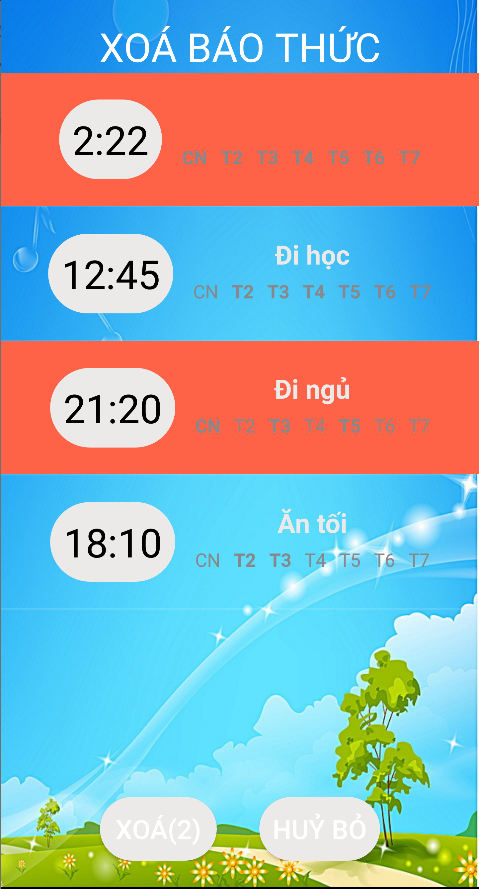 XOÁ BÁO THỨC
2:22
CN T2 T3 T4 T5 T6 T7
12:45
Đi học
CN T2 T3 T4 T5 T6 T7
21:20
Đi ngủ
CN T2 T3 T4 T5 T6 T7
18:10
Ăn tối
CN T2 T3 T4 T5 T6 T7
XOÁ(2) HUỶ BỎ